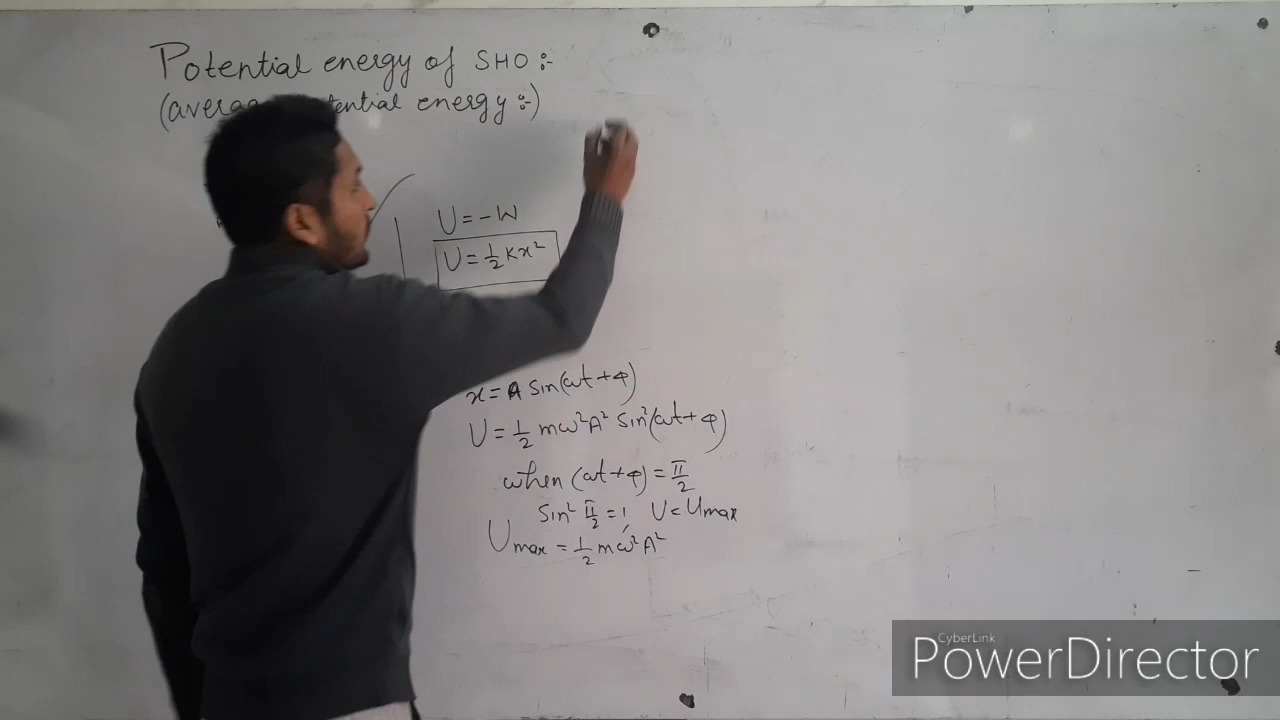 Potential energy of SHO :-
energy :-)
U = -W
U = 1/2 Kx²
x = A Sin(ωt + φ)
U = 1/2 mω²A² Sin²(ωt + φ)
when (ωt + φ) = π/2
Sin² π/2 = 1, U = Umax
Umax = 1/2 mω²A²
CyberLink
PowerDirector